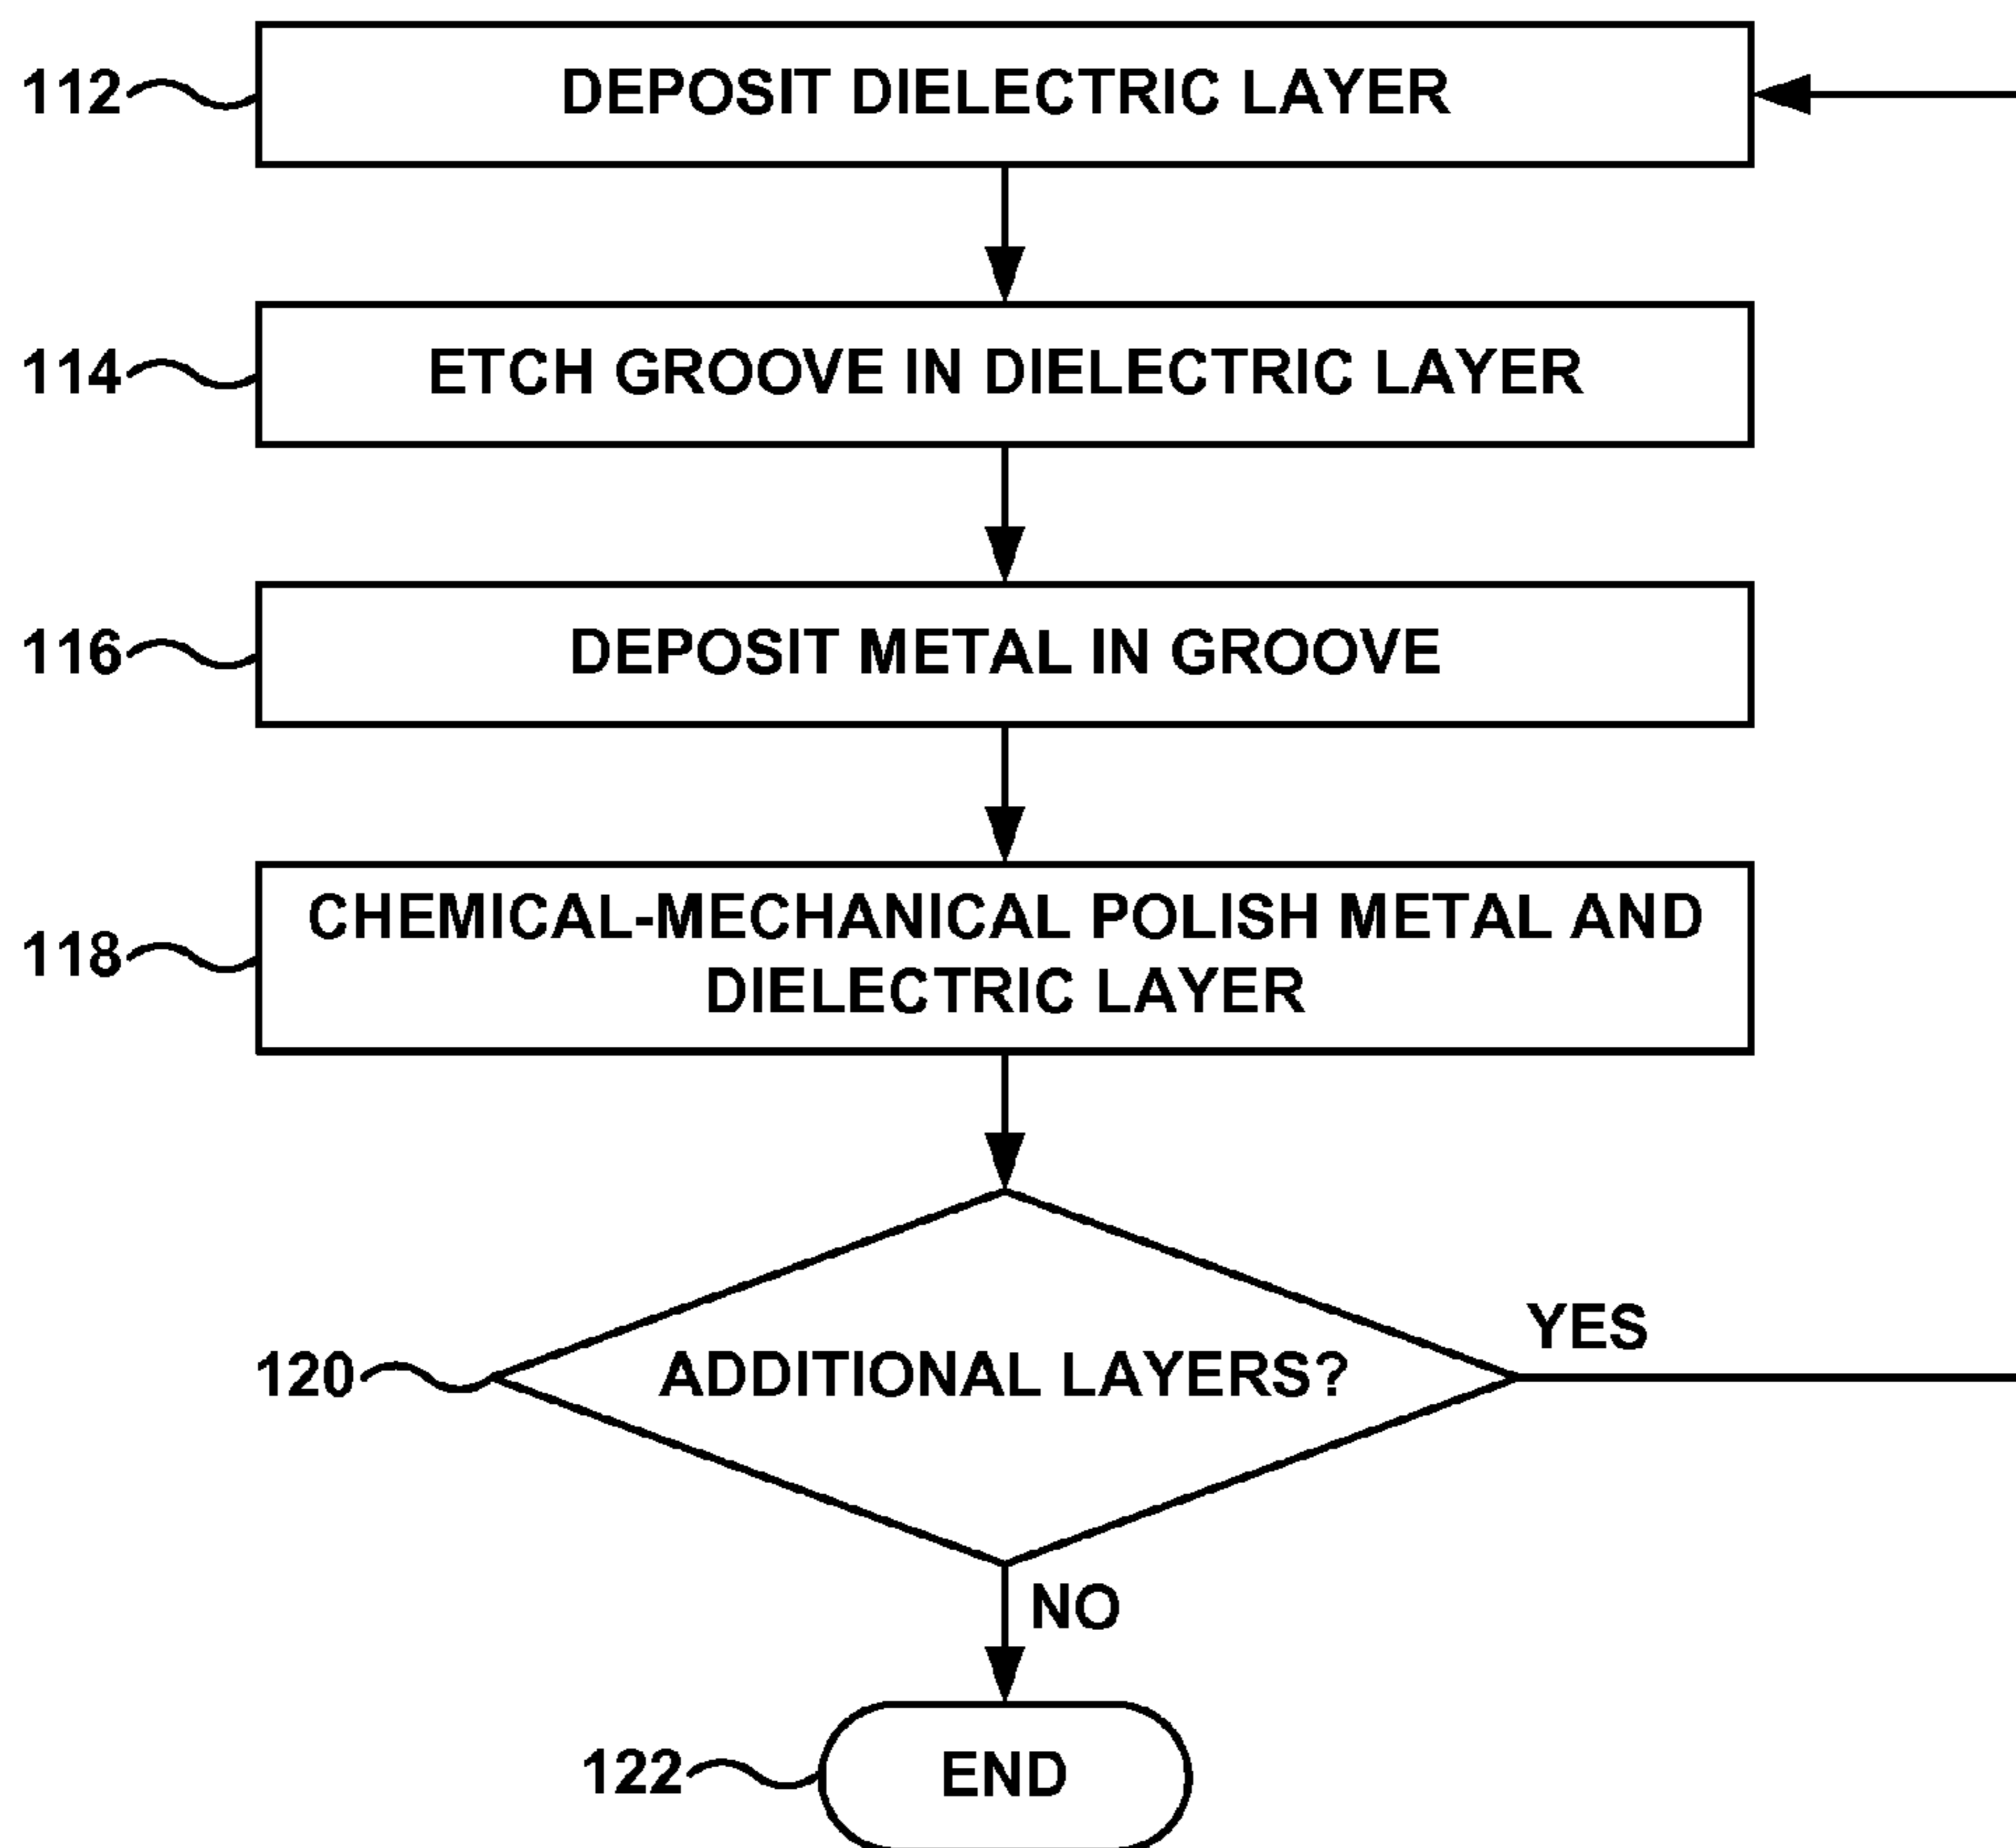 112
DEPOSIT DIELECTRIC LAYER
114
ETCH GROOVE IN DIELECTRIC LAYER
116
DEPOSIT METAL IN GROOVE
118
CHEMICAL-MECHANICAL POLISH METAL AND
DIELECTRIC LAYER
120
ADDITIONAL LAYERS?
YES
NO
122
END